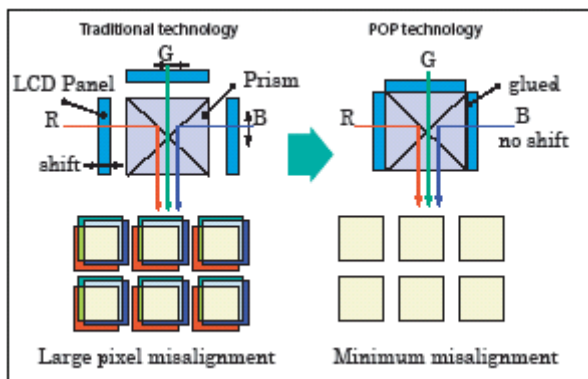 Traditional technology
G
LCD Panel
Prism
R
B
shift
Large pixel misalignment
POP technology
G
glued
R
B
no shift
Minimum misalignment